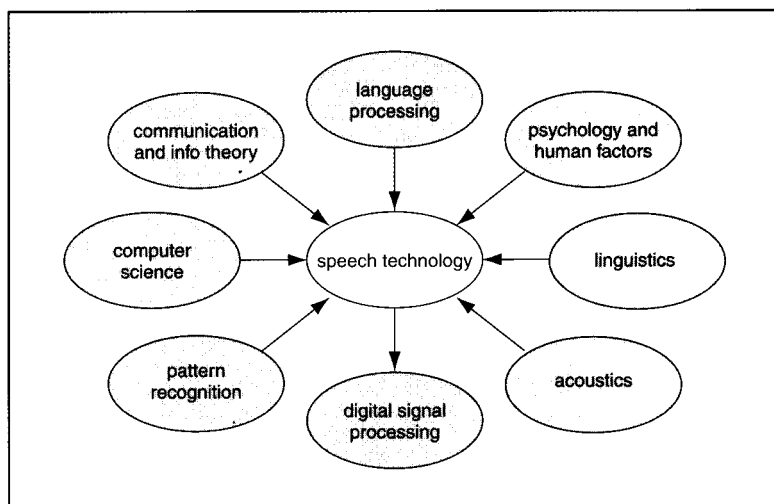 language
processing
communication
and info theory
psychology and
human factors
computer
science
speech technology
linguistics
pattern
recognition
acoustics
digital signal
processing